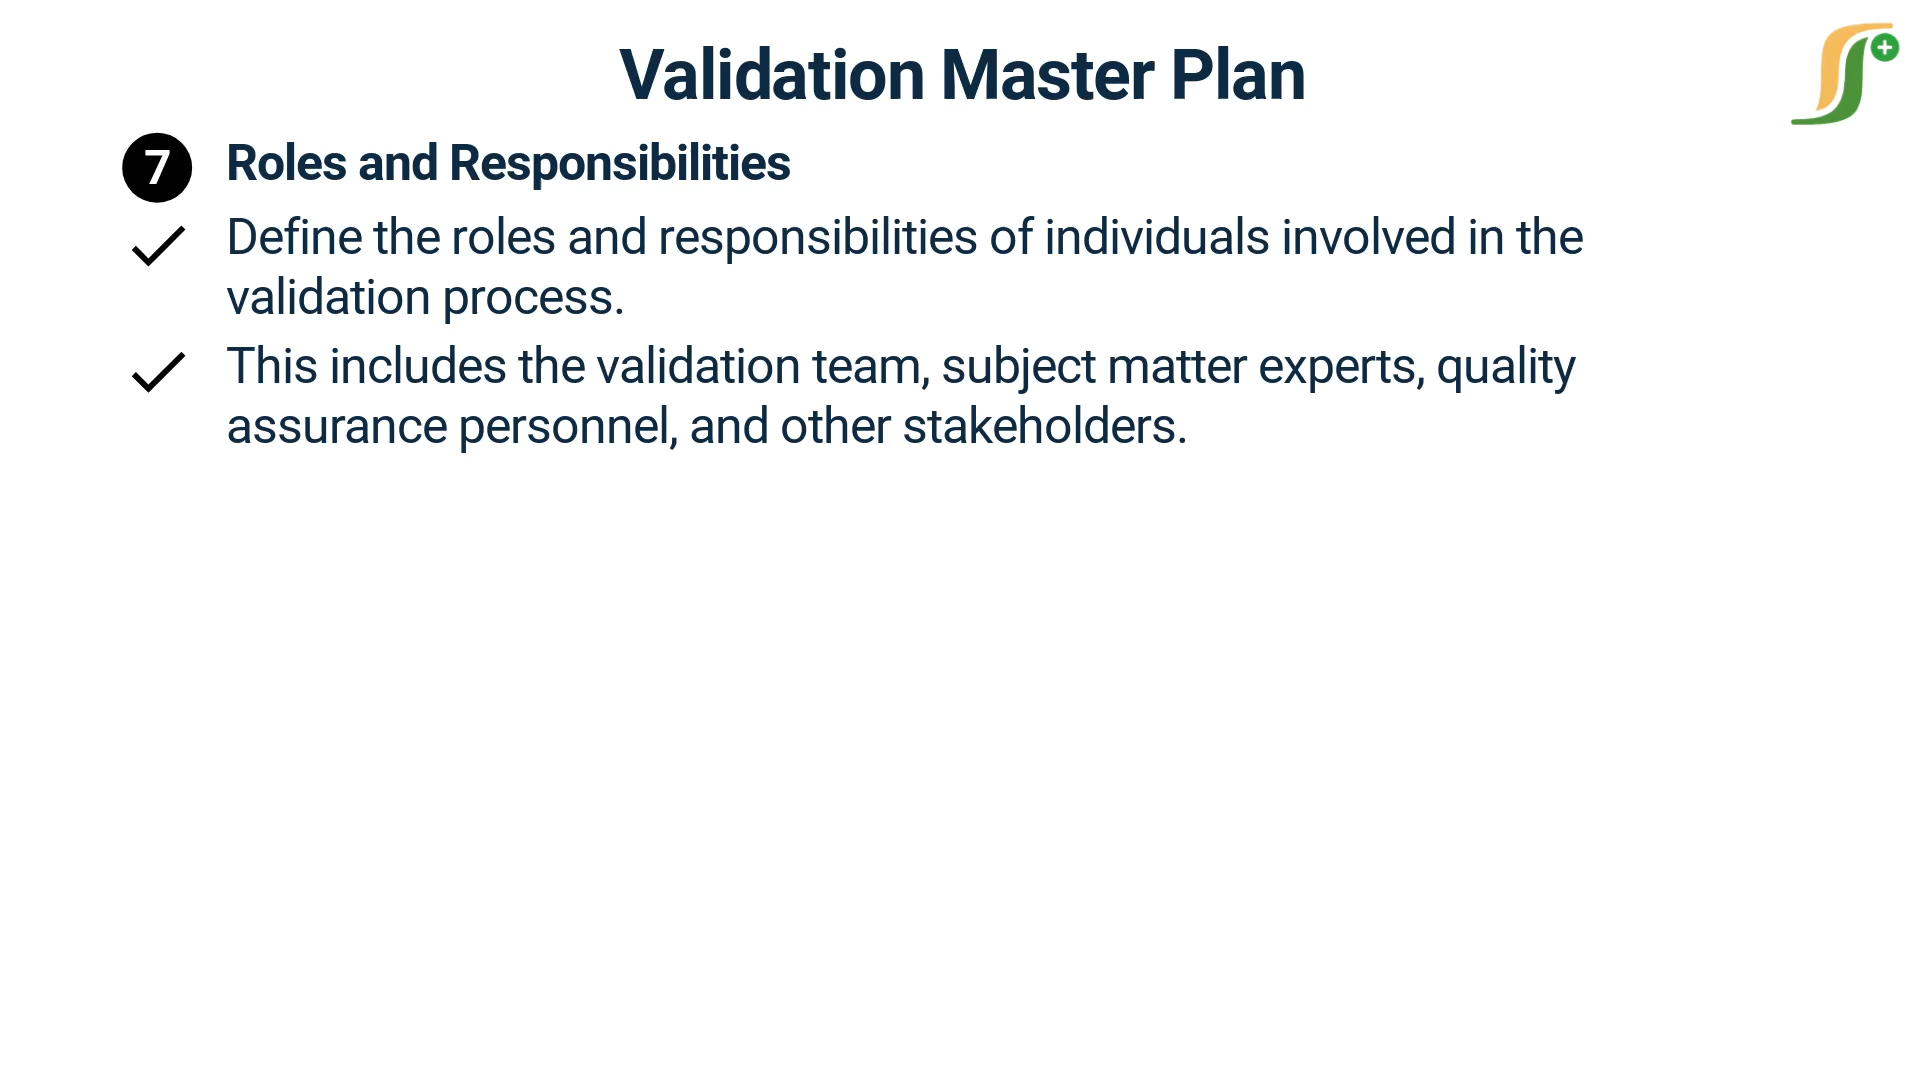 Validation Master Plan
7 Roles and Responsibilities
Define the roles and responsibilities of individuals involved in the
validation process.
This includes the validation team, subject matter experts, quality
assurance personnel, and other stakeholders.